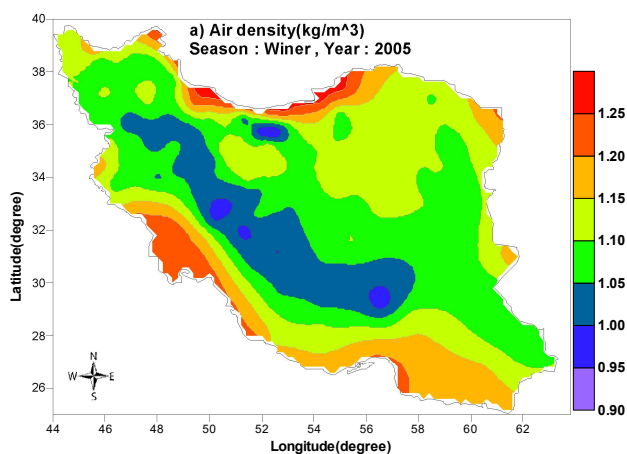 a) Air density(kg/m^3)
Season : Winer , Year : 2005
40
38
36
34
32
30
28
26
Latitude(degree)
44 46 48 50 52 54 56 58 60 62
Longitude(degree)
N
W E
S
1.25
1.20
1.15
1.10
1.05
1.00
0.95
0.90